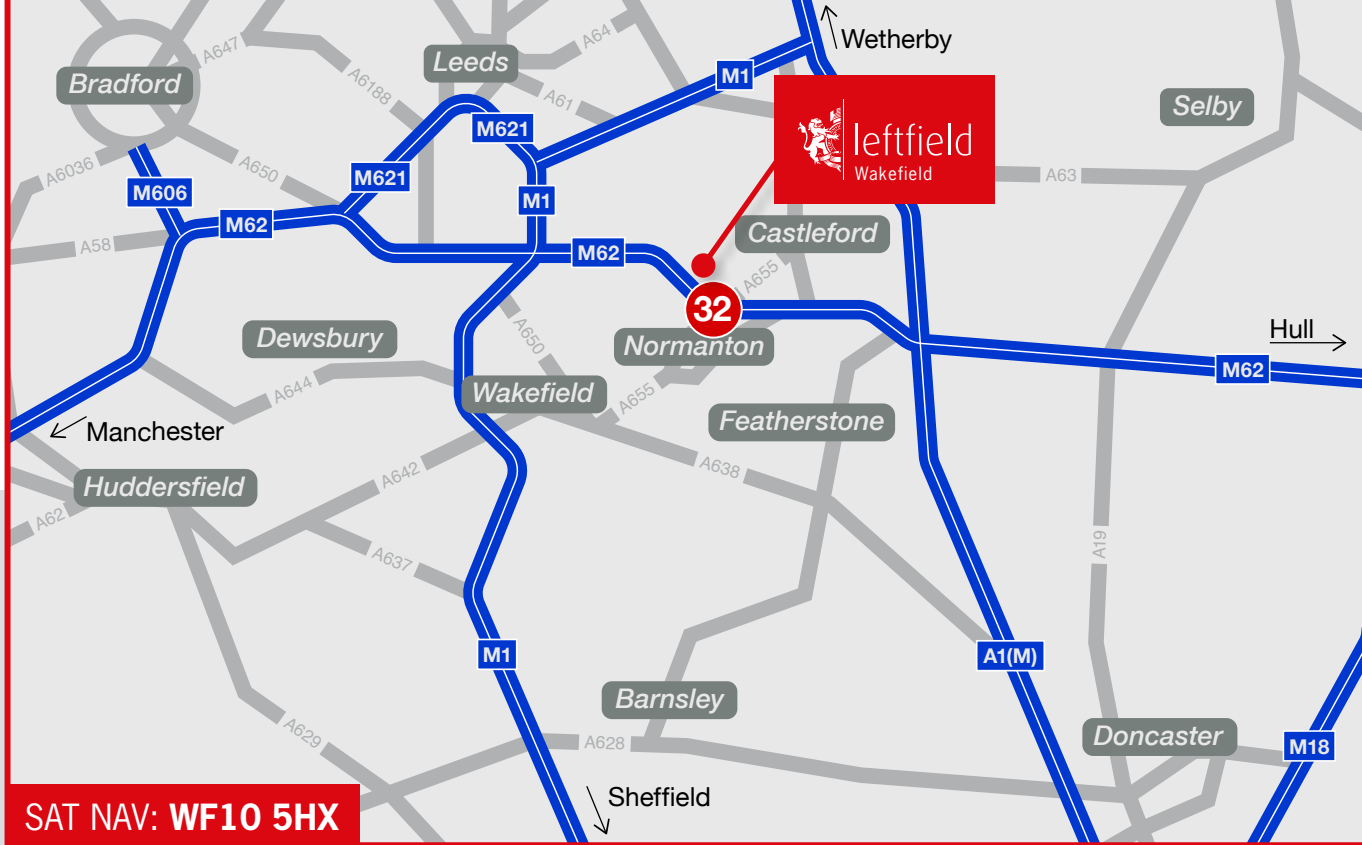 Wetherby
A647
A64
Leeds
Bradford
M1
A6188
A61
Selby
M621
leftfield
Wakefield
A6036
A650
M621
A63
M606
M1
M62
Castleford
A58
M62
A655
32
Dewsbury
A650
Normanton
Hull
M62
A644
Wakefield
A655
Featherstone
Manchester
A638
A642
Huddersfield
A62
A19
A637
M1
A1(M)
Barnsley
A629
A628
Doncaster
M18
Sheffield
SAT NAV: WF10 5HX